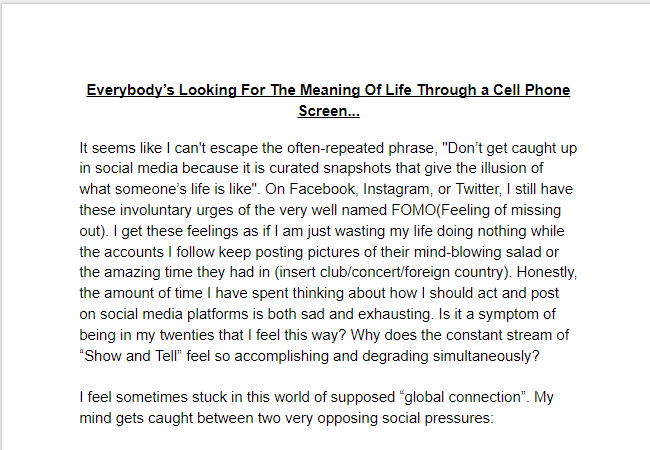 Everybody’s Looking For The Meaning Of Life Through a Cell Phone
Screen...
It seems like I can't escape the often-repeated phrase, "Don’t get caught up
in social media because it is curated snapshots that give the illusion of
what someone’s life is like". On Facebook, Instagram, or Twitter, I still have
these involuntary urges of the very well named FOMO(Feeling of missing
out). I get these feelings as if I am just wasting my life doing nothing while
the accounts I follow keep posting pictures of their mind-blowing salad or
the amazing time they had in (insert club/concert/foreign country). Honestly,
the amount of time I have spent thinking about how I should act and post
on social media platforms is both sad and exhausting. Is it a symptom of
being in my twenties that I feel this way? Why does the constant stream of
“Show and Tell” feel so accomplishing and degrading simultaneously?
I feel sometimes stuck in this world of supposed “global connection”. My
mind gets caught between two very opposing social pressures: